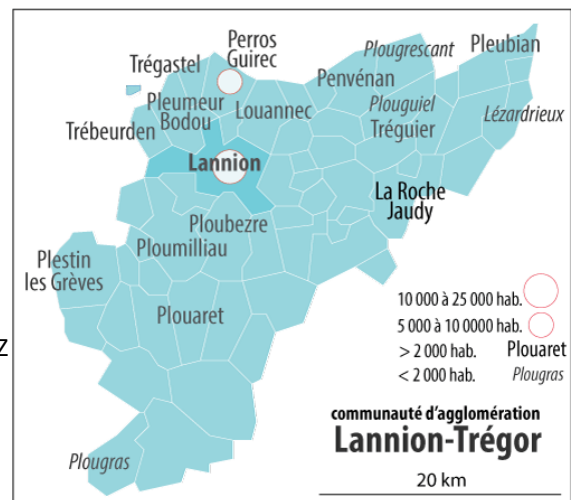 Perros
Guirec
Trégastel
Plougrescant
Pleubian
Penvénan
Pleumeur
Bodou
Louannec
Plouguiel
Tréguier
Lézardrieux
Trébeurden
Lannion
La Roche
Jaudy
Ploubezre
Ploumilliau
Plestin
les Grèves
Plouaret
Plougras
z
10 000 à 25 000 hab.
5 000 à 10 0000 hab.
> 2 000 hab. Plouaret
< 2 000 hab. Plougras
communauté d'agglomération
Lannion-Trégor
20 km